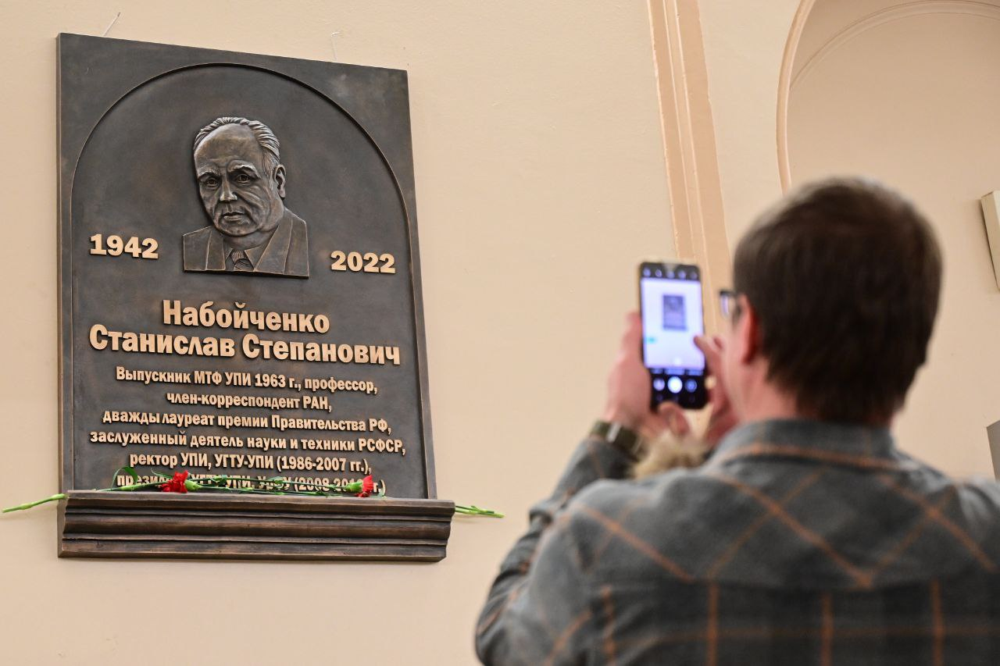 1942
2022
Набойченко
Станислав Степанович
Выпускник МТФ УПИ 1963 г., профессор,
член-корреспондент РАН,
дважды лауреат премии Правительства РФ,
заслуженный деятель науки и техники РСФСР,
ректор УПИ, УГТУ-УПИ (1986-2007 гг.),